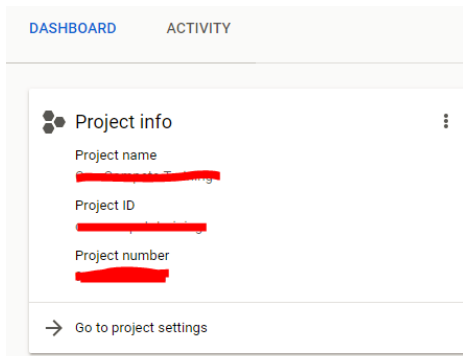 DASHBOARD ACTIVITY
Project info
Project name
Project ID
Project number
Go to project settings